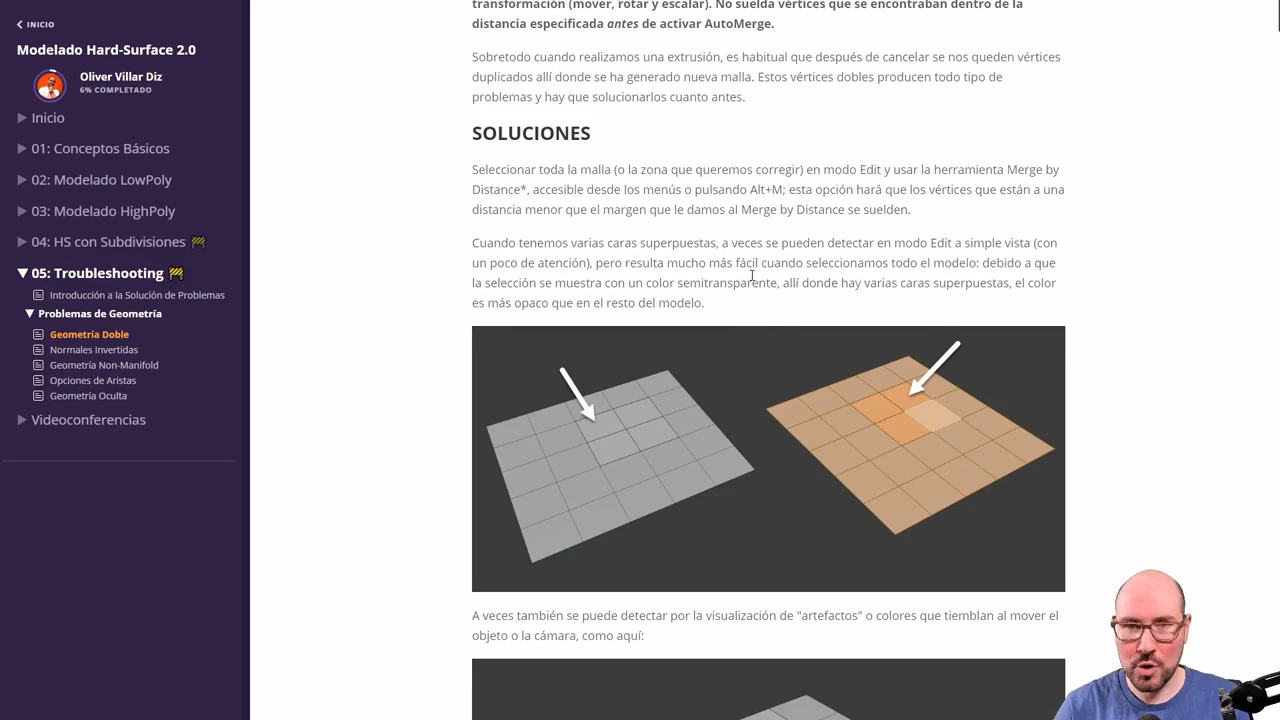 INICIO
Modelado Hard-Surface 2.0
Oliver Villar Diz
6% COMPLETADO
Inicio
01: Conceptos Básicos
02: Modelado LowPoly
03: Modelado HighPoly
04: HS con Subdivisiones 🚧
05: Troubleshooting 🚧
Introducción a la Solución de Problemas
Problemas de Geometría
Geometría Doble
Normales Invertidas
Geometría Non-Manifold
Opciones de Aristas
Geometría Oculta
Videoconferencias
transformación (mover, rotar y escalar). No suelda vértices que se encontraban dentro de la
distancia especificada antes de activar AutoMerge.
Sobretodo cuando realizamos una extrusión, es habitual que después de cancelar se nos queden vértices
duplicados allí donde se ha generado nueva malla. Estos vértices dobles producen todo tipo de
problemas y hay que solucionarlos cuanto antes.
SOLUCIONES
Seleccionar toda la malla (o la zona que queremos corregir) en modo Edit y usar la herramienta Merge by
Distance*, accesible desde los menús o pulsando Alt+M; esta opción hará que los vértices que están a una
distancia menor que el margen que le damos al Merge by Distance se suelden.
Cuando tenemos varias caras superpuestas, a veces se pueden detectar en modo Edit a simple vista (con
un poco de atención), pero resulta mucho más fácil cuando seleccionamos todo el modelo: debido a que
la selección se muestra con un color semitransparente, allí donde hay varias caras superpuestas, el color
es más opaco que en el resto del modelo.
A veces también se puede detectar por la visualización de "artefactos" o colores que tiemblan al mover el
objeto o la cámara, como aquí: